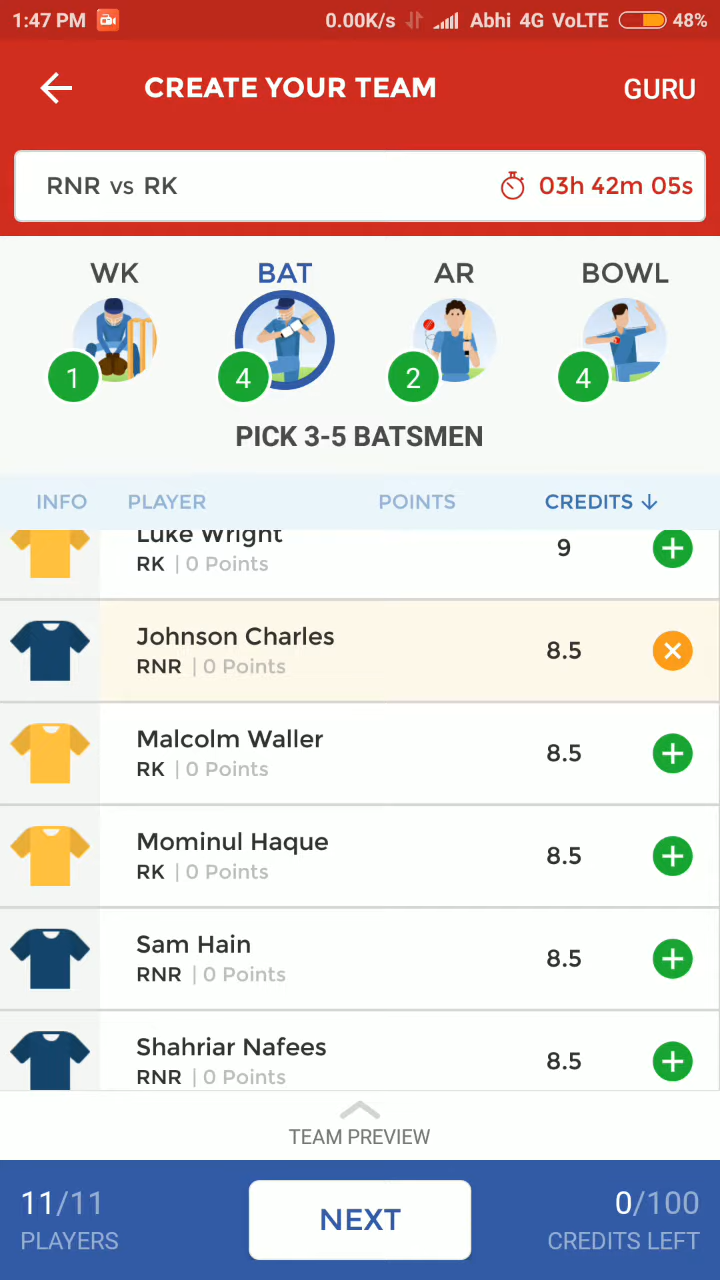 1:47 PM 0.00K/s Abhi 4G VoLTE 48%
CREATE YOUR TEAM GURU
RNR vs RK 03h 42m 05s
WK BAT AR BOWL
1 4 2 4
PICK 3-5 BATSMEN
INFO PLAYER POINTS CREDITS ↓
Luke Wright
RK | 0 Points 9
Johnson Charles
RNR | 0 Points 8.5
Malcolm Waller
RK | 0 Points 8.5
Mominul Haque
RK | 0 Points 8.5
Sam Hain
RNR | 0 Points 8.5
Shahriar Nafees
RNR | 0 Points 8.5
TEAM PREVIEW
11/11 NEXT 0/100
PLAYERS CREDITS LEFT